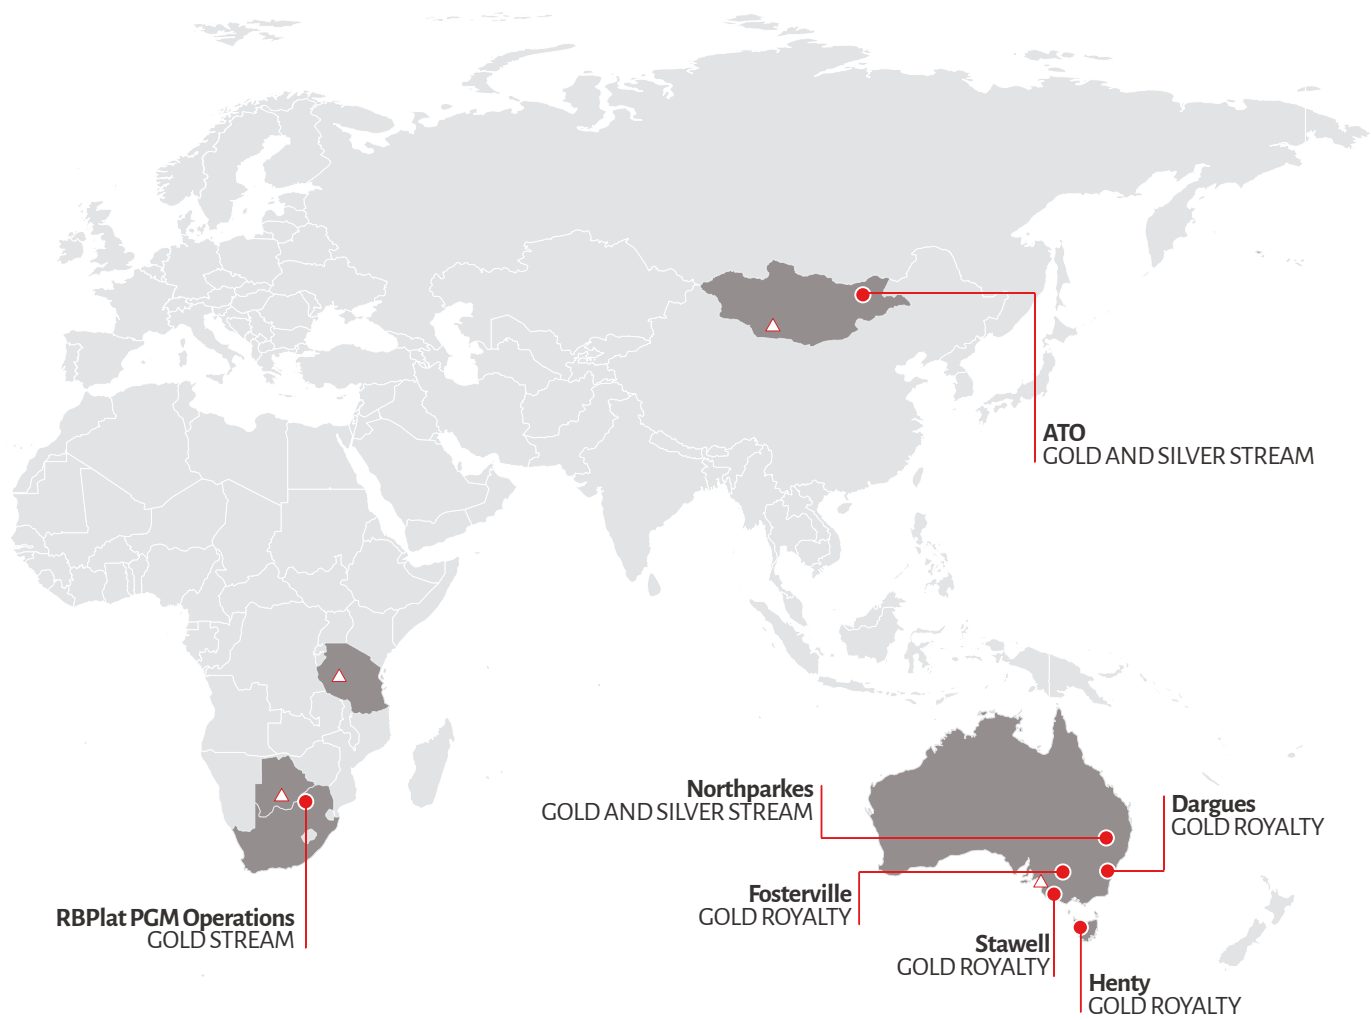 ATO
GOLD AND SILVER STREAM
Northparkes
GOLD AND SILVER STREAM
Dargues
GOLD ROYALTY
Fosterville
GOLD ROYALTY
RBPlat PGM Operations
GOLD STREAM
Stawell
GOLD ROYALTY
Henty
GOLD ROYALTY